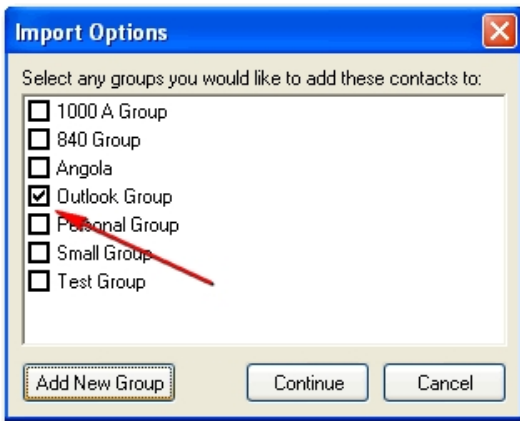 Import Options
Select any groups you would like to add these contacts to:
1000 A Group
840 Group
Angola
Outlook Group
Personal Group
Small Group
Test Group
Add New Group Continue Cancel